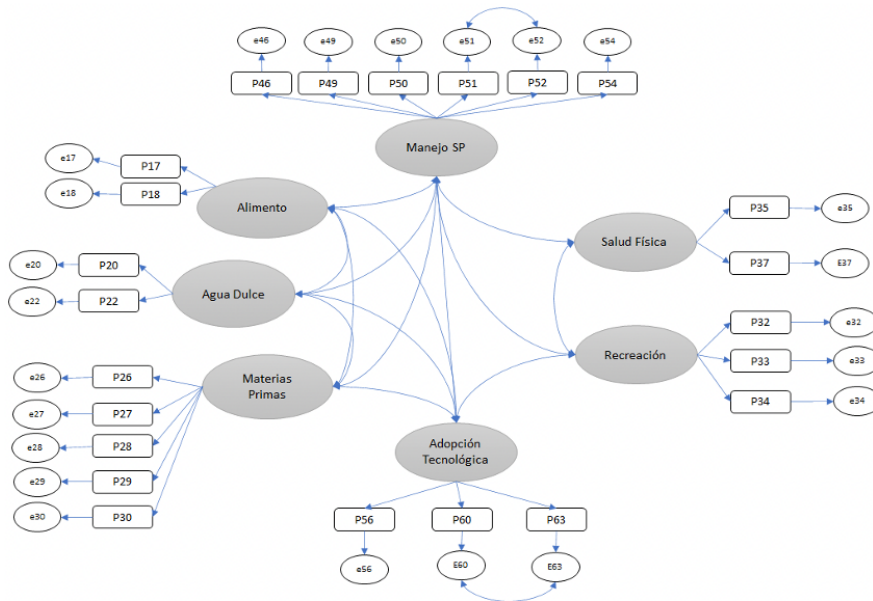 e46
e49
e50
e51
e52
e54
P46
P49
P50
P51
P52
P54
Manejo SP
e17
P17
e18
P18
Alimento
e20
P20
e22
P22
Agua Dulce
e26
P26
e27
P27
e28
P28
e29
P29
e30
P30
Materias
Primas
P35
e35
Salud Física
P37
E37
P32
e32
Recreación
P33
e33
P34
e34
Adopción
Tecnológica
P56
P60
P63
e56
E60
E63